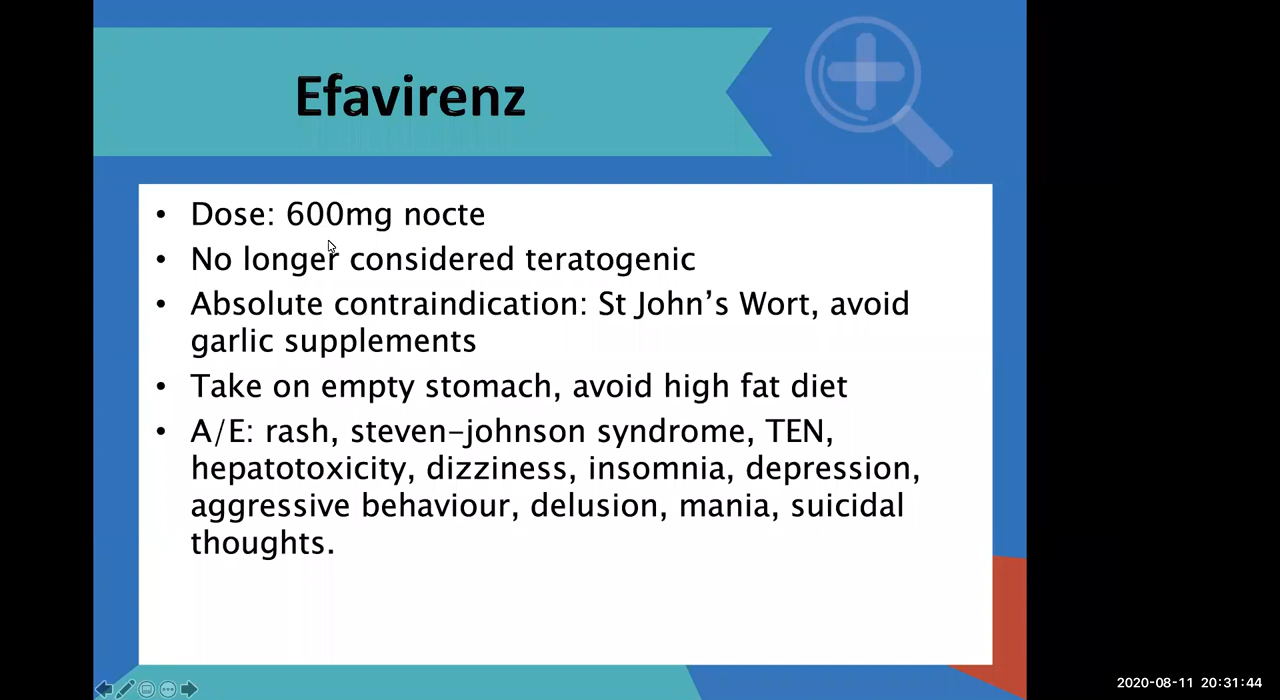 Efavirenz
• Dose: 600mg nocte
• No longer considered teratogenic
• Absolute contraindication: St John’s Wort, avoid
garlic supplements
• Take on empty stomach, avoid high fat diet
• A/E: rash, steven-johnson syndrome, TEN,
hepatotoxicity, dizziness, insomnia, depression,
aggressive behaviour, delusion, mania, suicidal
thoughts.
2020-08-11 20:31:44